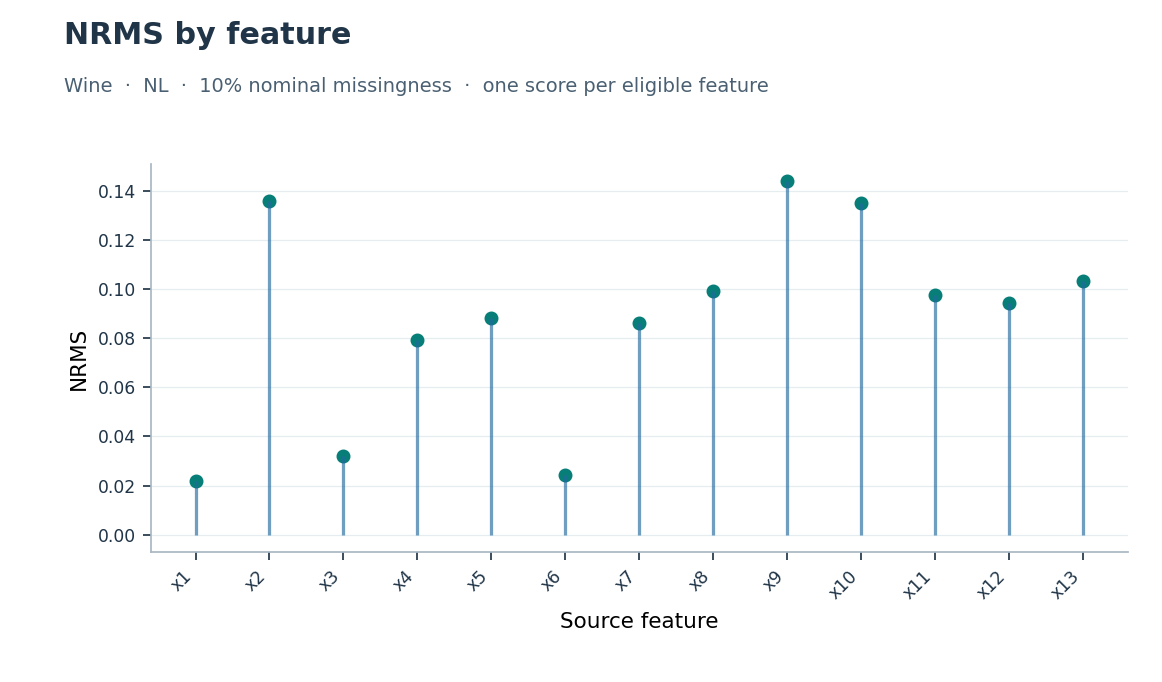 NRMS by feature
Wine · NL · 10% nominal missingness · one score per eligible feature
0.14
0.12
0.10
0.08
0.06
0.04
0.02
0.00
NRMS
x1 x2 x3 x4 x5 x6 x7 x8 x9 x10 x11 x12 x13
Source feature